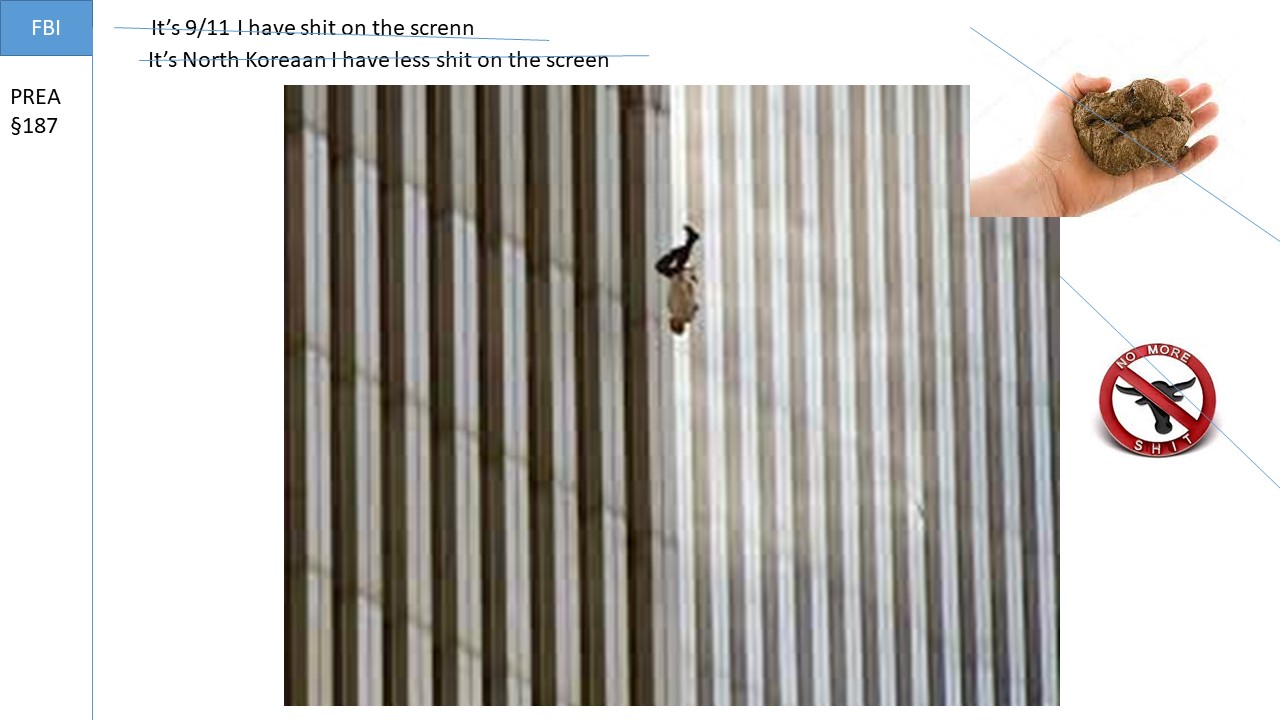 FBI
It's 9/11 I have shit on the screnn
It's North Koreaan I have less shit on the screen
PREA
§187
NO MORE
SHIT